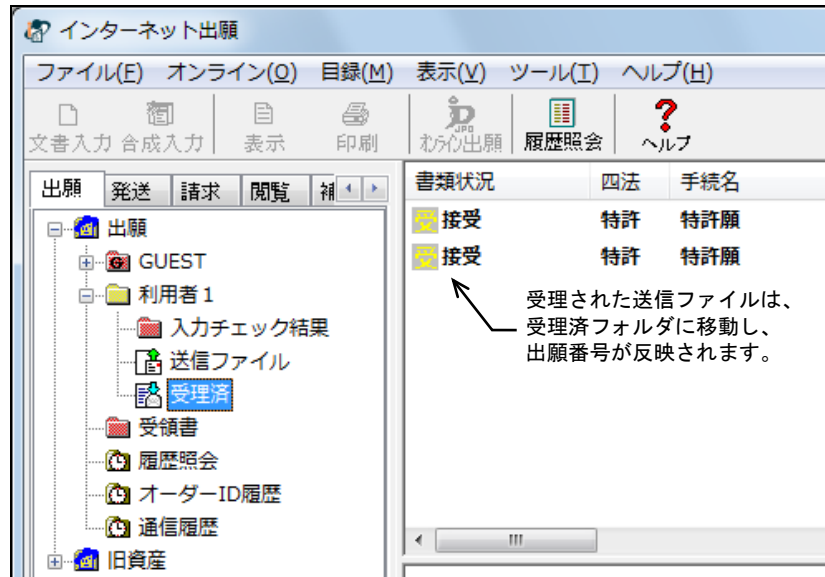 インターネット出願
ファイル(F) オンライン(O) 目録(M) 表示(V) ツール(T) ヘルプ(H)
文書入力 合成入力 表示 印刷 オンライン出願 履歴照会 ヘルプ
出願 発送 請求 閲覧 補
書類状況 四法 手続名
受 接受 特許 特許願
受 接受 特許 特許願
出願
GUEST
利用者1
入力チェック結果
送信ファイル
受理済
受領書
履歴照会
オーダーID履歴
通信履歴
旧資産
受理された送信ファイルは、
受理済フォルダに移動し、
出願番号が反映されます。